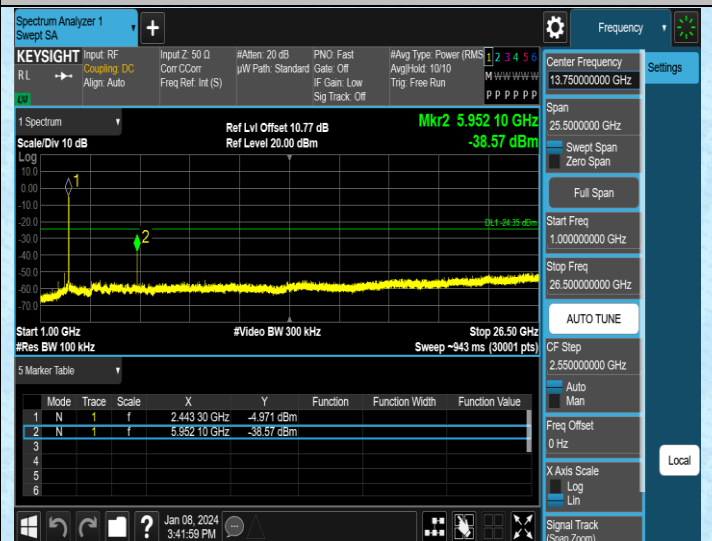 Spectrum Analyzer 1
Swept SA
+
Frequency
KEYSIGHT
RL
LXI
Input: RF
Coupling: DC
Align: Auto
Input Z: 50 Ω
Corr CCorr
Freq Ref: Int (S)
#Atten: 20 dB
µW Path: Standard
PNO: Fast
Gate: Off
IF Gain: Low
Sig Track: Off
#Avg Type: Power (RMS
Avg|Hold: 10/10
Trig: Free Run
1 2 3 4 5 6
M W W W W W
P P P P P P
1 Spectrum
Scale/Div 10 dB
Ref Lvl Offset 10.77 dB
Ref Level 20.00 dBm
Mkr2 5.952 10 GHz
-38.57 dBm
Log
10.0
0.00
-10.0
-20.0
-30.0
-40.0
-50.0
-60.0
-70.0
1
2
DL1 -24.35 dBm
Start 1.00 GHz
#Res BW 100 kHz
#Video BW 300 kHz
Stop 26.50 GHz
Sweep ~943 ms (30001 pts)
5 Marker Table
Mode Trace Scale X Y Function Function Width Function Value
1 N 1 f 2.443 30 GHz -4.971 dBm
2 N 1 f 5.952 10 GHz -38.57 dBm
3
4
5
6
Jan 08, 2024
3:41:59 PM
?
Center Frequency
13.750000000 GHz
Settings
Span
25.5000000 GHz
Swept Span
Zero Span
Full Span
Start Freq
1.000000000 GHz
Stop Freq
26.500000000 GHz
AUTO TUNE
CF Step
2.550000000 GHz
Auto
Man
Freq Offset
0 Hz
Local
X Axis Scale
Log
Lin
Signal Track
(Span Zoom)